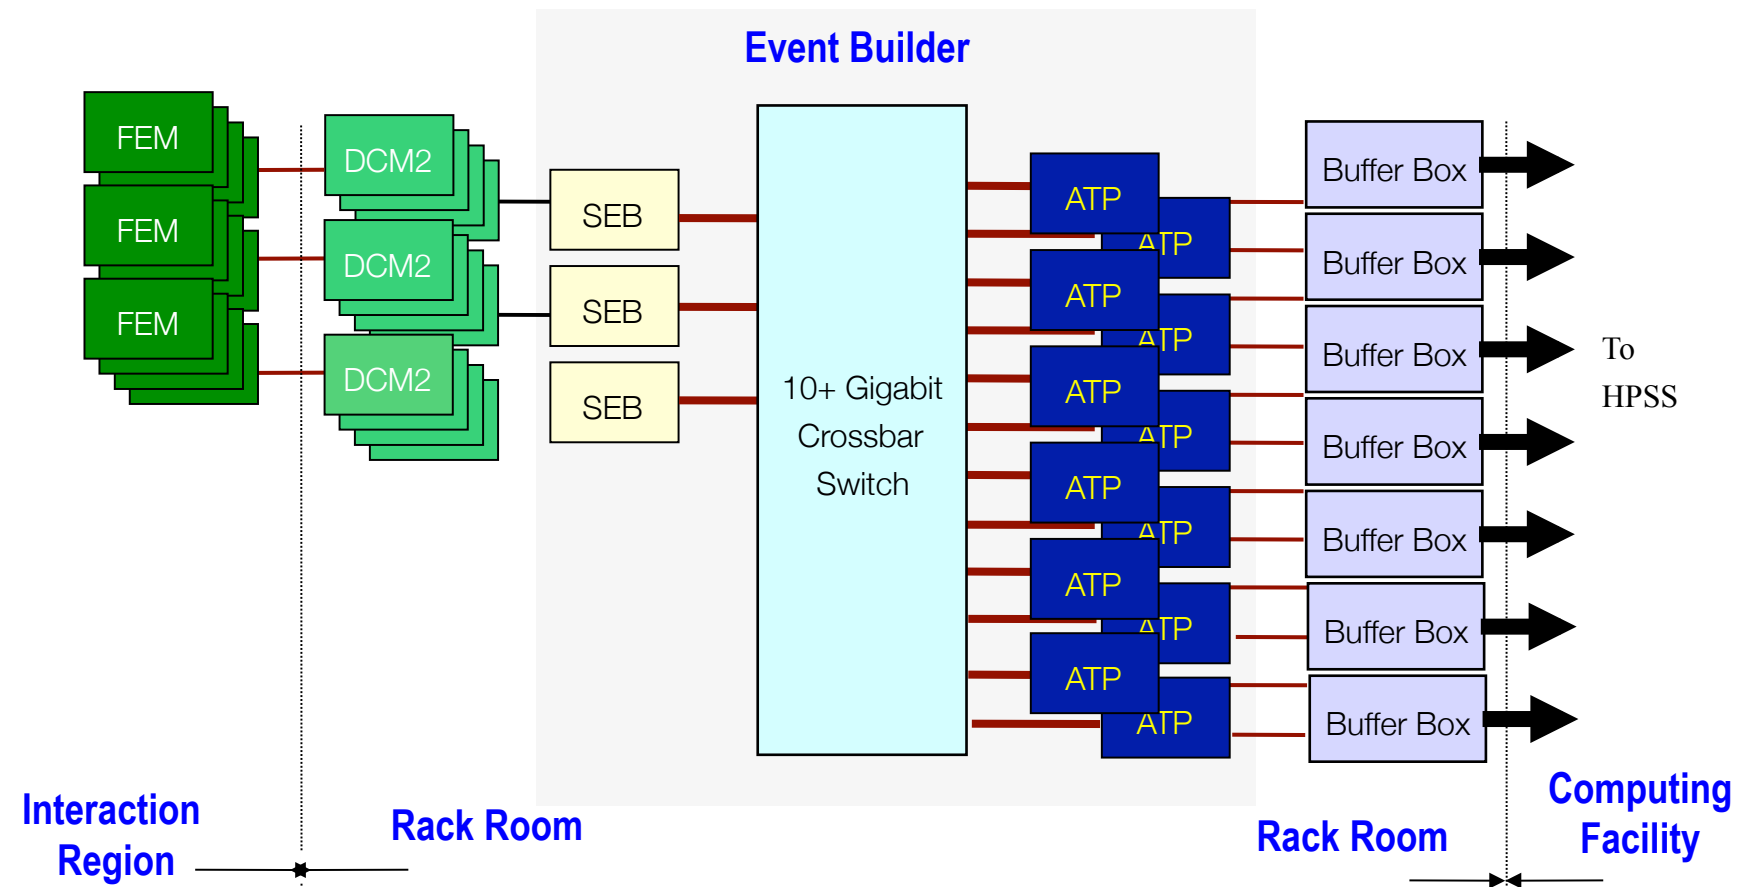 Event Builder
FEM
FEM
FEM
DCM2
DCM2
DCM2
SEB
SEB
SEB
10+ Gigabit
Crossbar
Switch
ATP
ATP
ATP
ATP
ATP
ATP
ATP
ATP
ATP
ATP
ATP
ATP
Buffer Box
Buffer Box
Buffer Box
Buffer Box
Buffer Box
Buffer Box
Buffer Box
To
HPSS
Interaction
Region
Rack Room
Rack Room
Computing
Facility